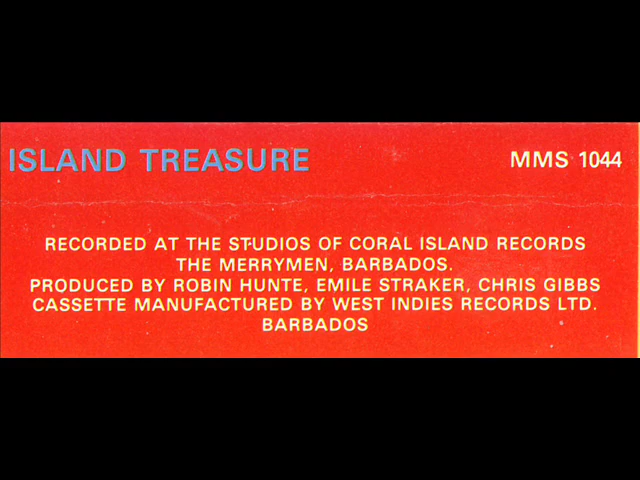 ISLAND TREASURE MMS 1044
RECORDED AT THE STUDIOS OF CORAL ISLAND RECORDS
THE MERRYMEN, BARBADOS.
PRODUCED BY ROBIN HUNTE, EMILE STRAKER, CHRIS GIBBS
CASSETTE MANUFACTURED BY WEST INDIES RECORDS LTD.
BARBADOS